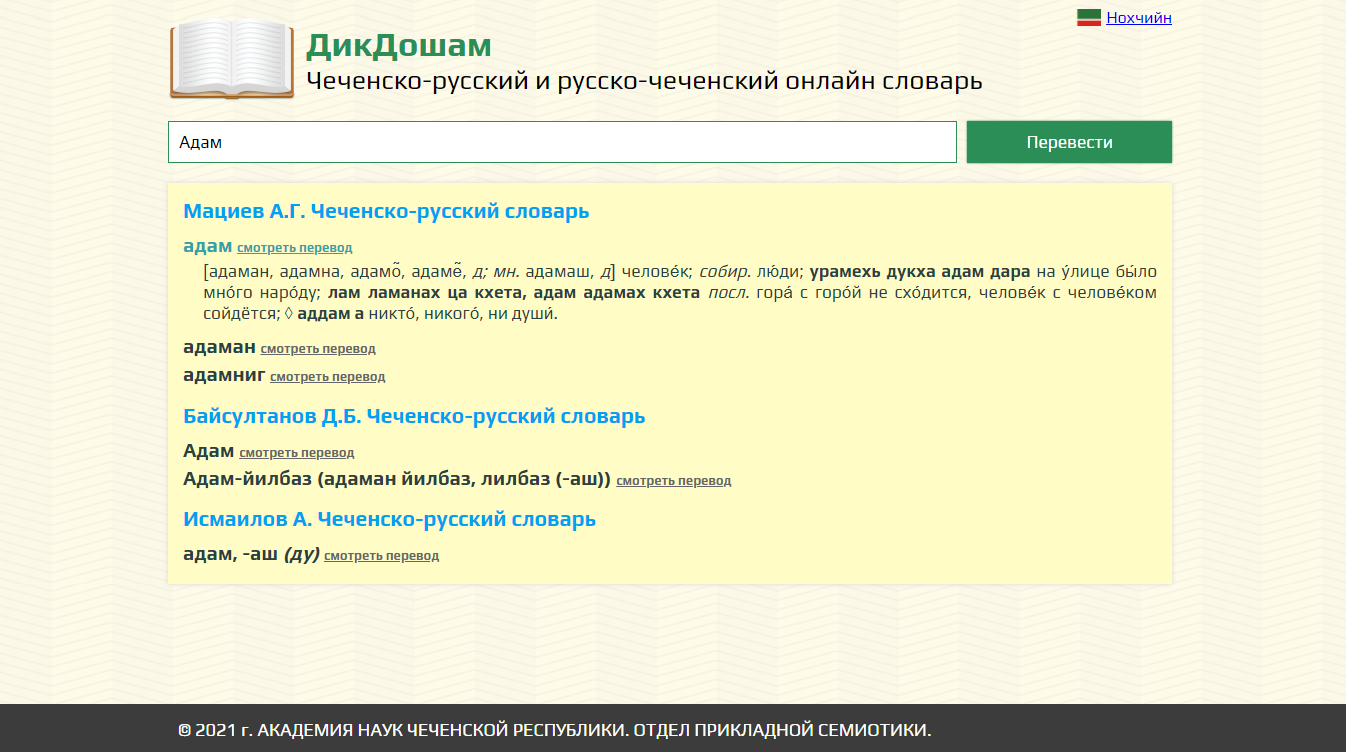 Нохчийн
ДикДошам
Чеченско-русский и русско-чеченский онлайн словарь
Адам
Перевести
Мациев А.Г. Чеченско-русский словарь
адам смотреть перевод
[адаман, адамна, адамо̃, адаме̃, д; мн. адамаш, д] челове́к; собир. лю́ди; урамехь дукха адам дара на у́лице бы́ло
мно́го наро́ду; лам ламанах ца кхета, адам адамах кхета посл. гора́ с горо́й не схо́дится, челове́к с челове́ком
сойдётся; ◊ аддам а никто́, никого́, ни души́.
адаман смотреть перевод
адамниг смотреть перевод
Байсултанов Д.Б. Чеченско-русский словарь
Адам смотреть перевод
Адам-йилбаз (адаман йилбаз, лилбаз (-аш)) смотреть перевод
Исмаилов А. Чеченско-русский словарь
адам, -аш (ду) смотреть перевод
© 2021 г. АКАДЕМИЯ НАУК ЧЕЧЕНСКОЙ РЕСПУБЛИКИ. ОТДЕЛ ПРИКЛАДНОЙ СЕМИОТИКИ.